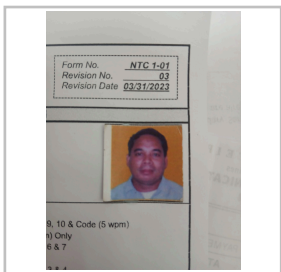 Form No. NTC 1-01
Revision No. 03
Revision Date 03/31/2023
9, 10 & Code (5 wpm)
) Only
6 & 7